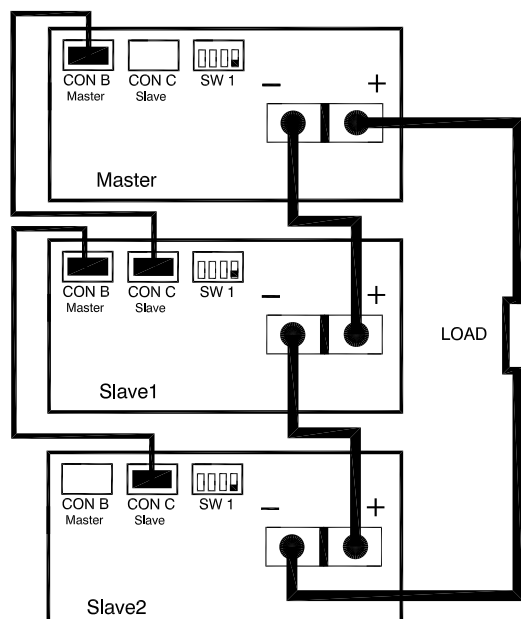 CON B CON C SW 1 − +
Master Slave
Master
CON B CON C SW 1 − +
Master Slave
LOAD
Slave1
CON B CON C SW 1 − +
Master Slave
Slave2